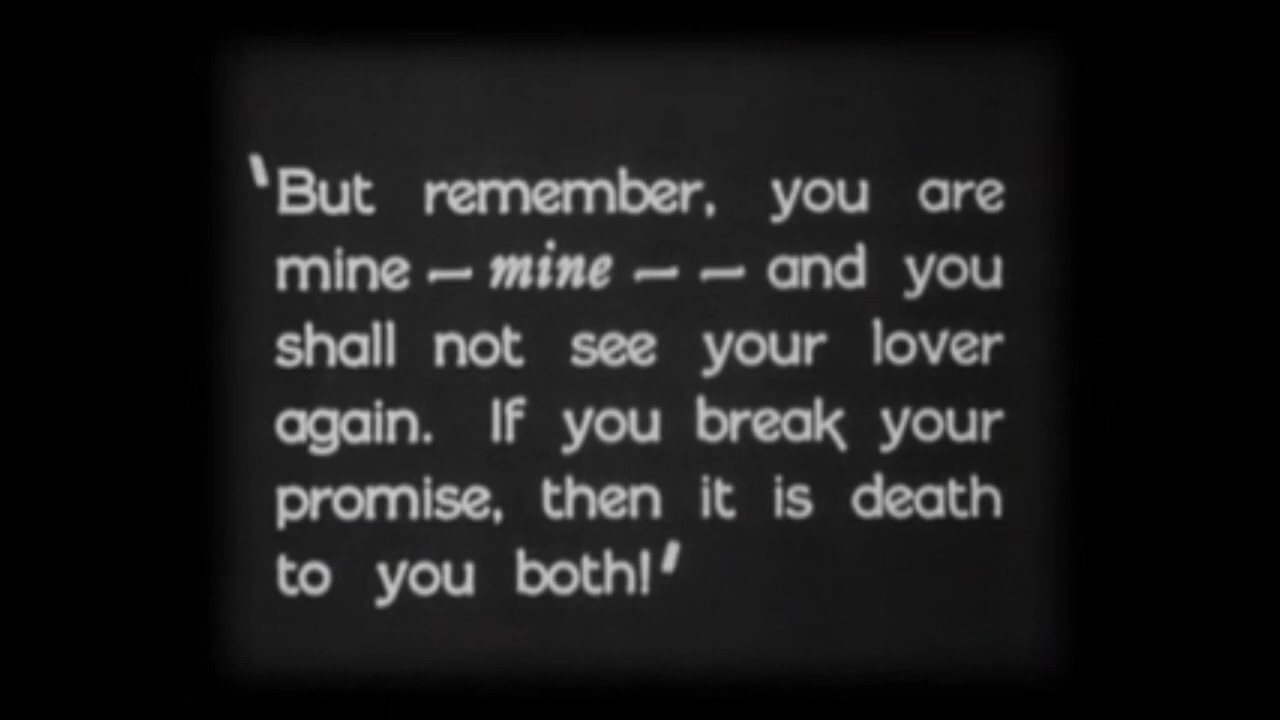 'But remember, you are
mine — mine — — and you
shall not see your lover
again. If you break your
promise, then it is death
to you both!'